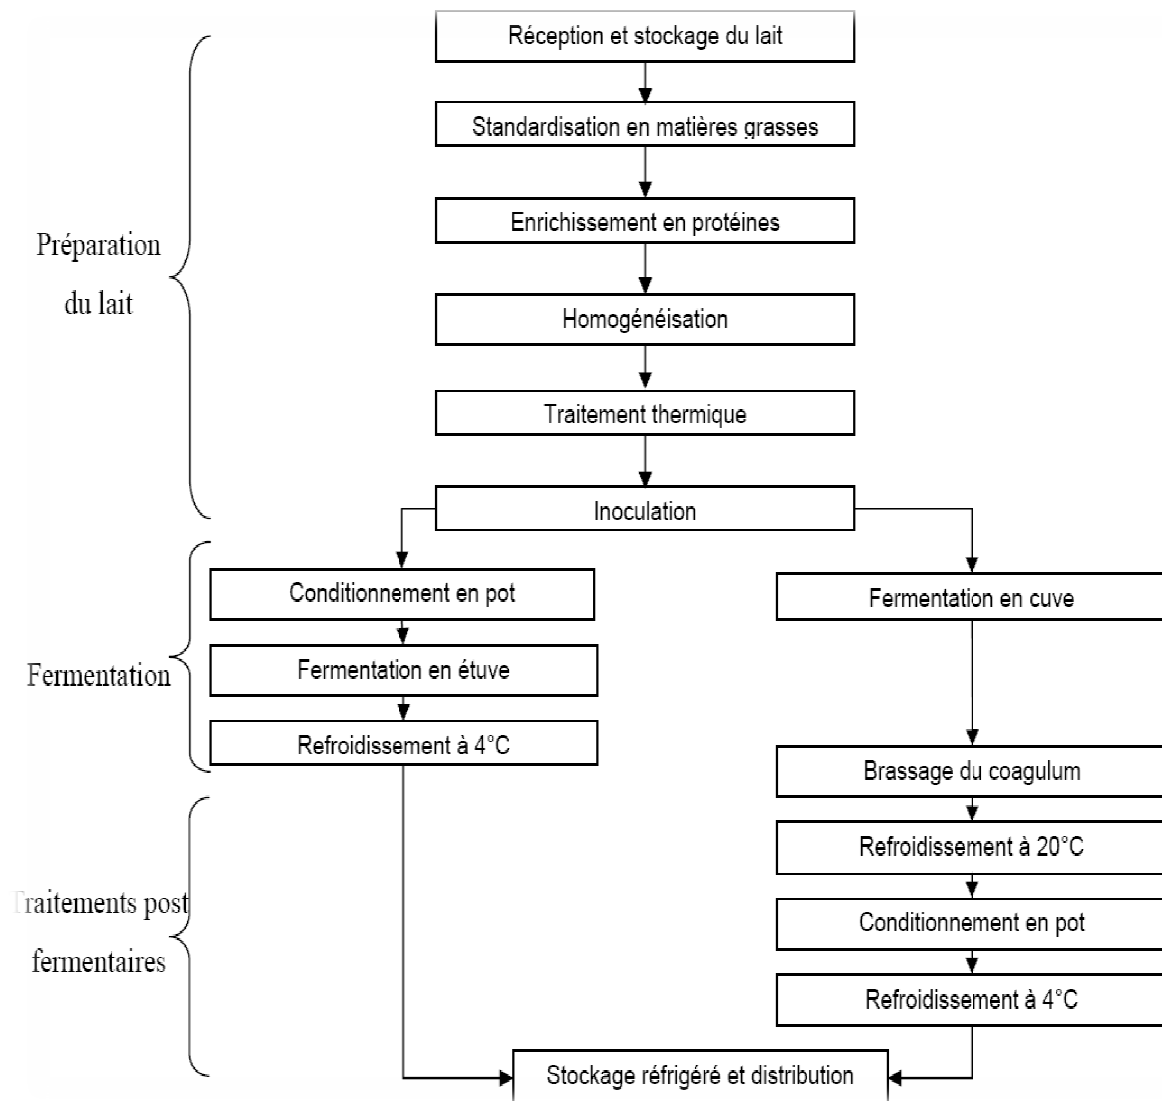 Réception et stockage du lait
Standardisation en matières grasses
Enrichissement en protéines
Préparation
du lait
Homogénéisation
Traitement thermique
Inoculation
Fermentation
Conditionnement en pot
Fermentation en étuve
Refroidissement à 4°C
Fermentation en cuve
Brassage du coagulum
Refroidissement à 20°C
Conditionnement en pot
Refroidissement à 4°C
Traitements post
fermentaires
Stockage réfrigéré et distribution